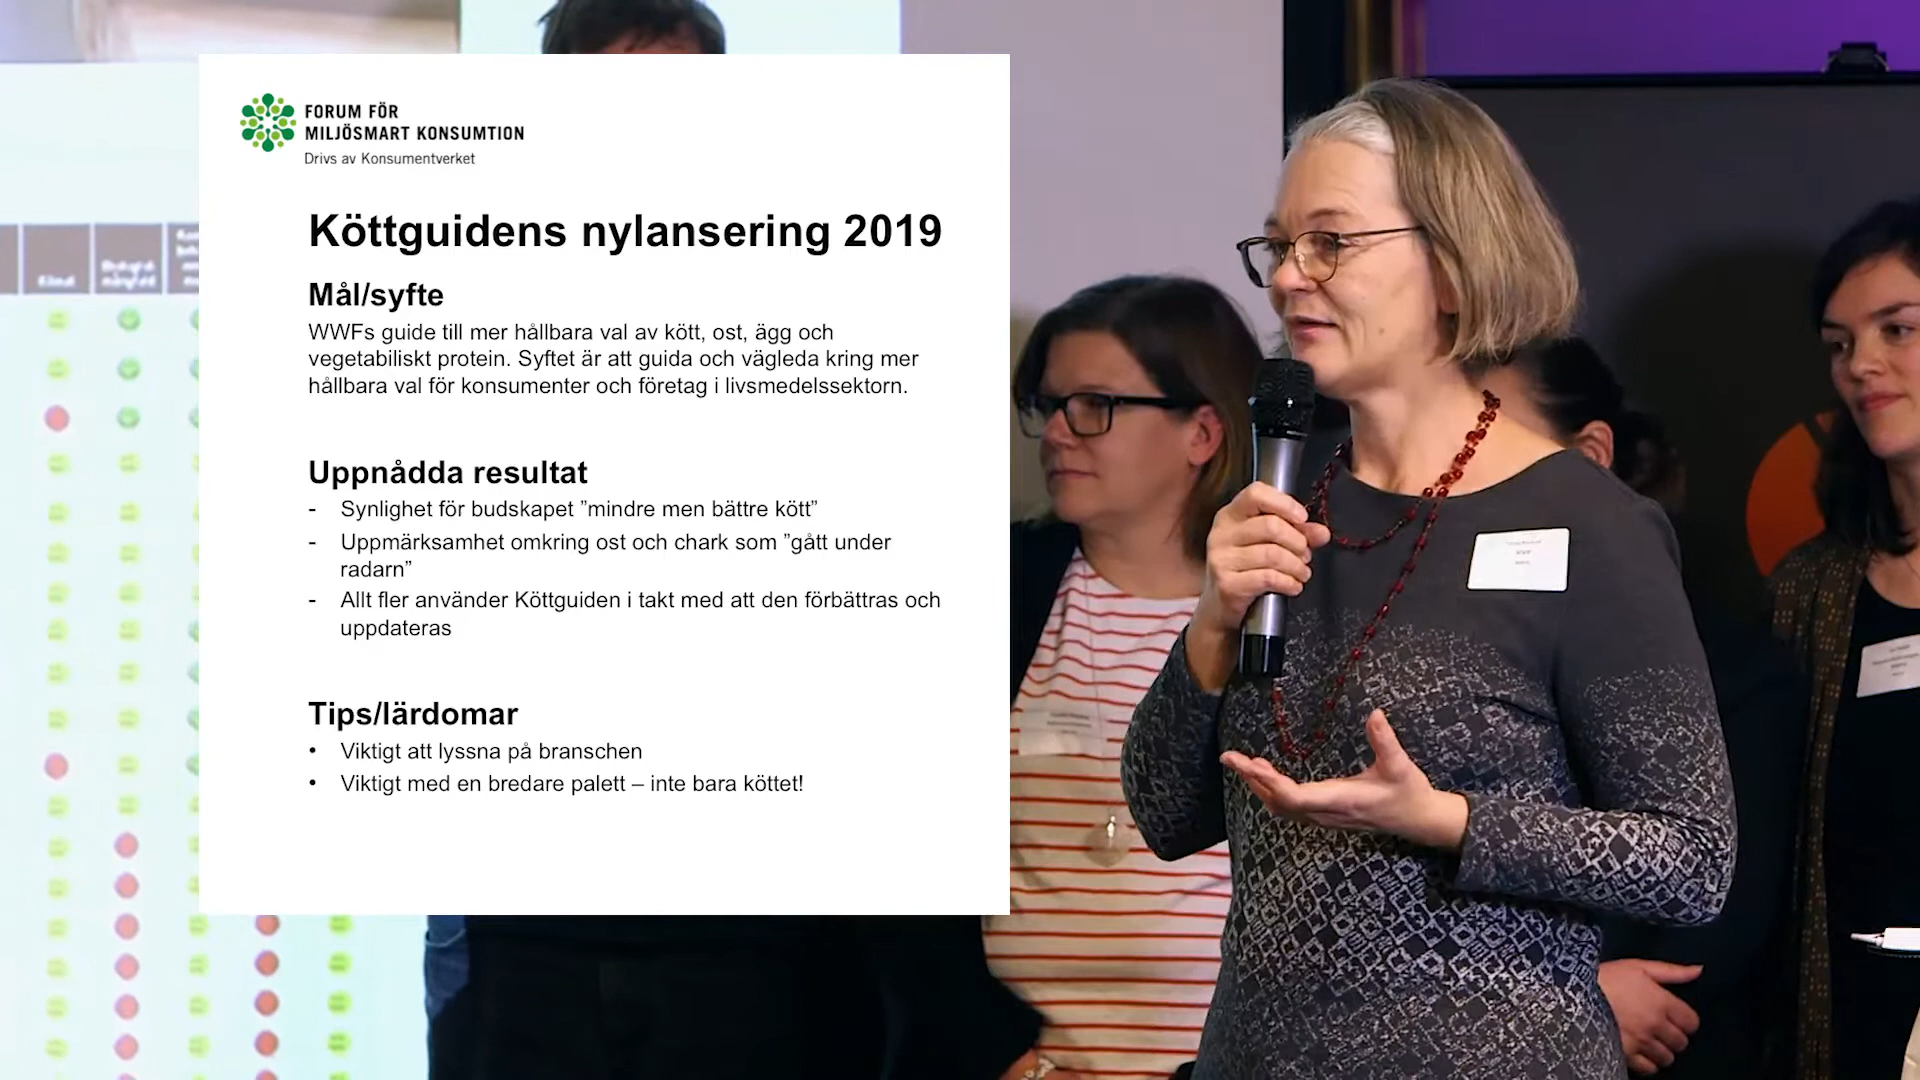 FORUM FÖR
MILJÖSMART KONSUMTION
Drivs av Konsumentverket
Köttguidens nylansering 2019
Mål/syfte
WWFs guide till mer hållbara val av kött, ost, ägg och
vegetabiliskt protein. Syftet är att guida och vägleda kring mer
hållbara val för konsumenter och företag i livsmedelssektorn.
Uppnådda resultat
- Synlighet för budskapet ”mindre men bättre kött”
- Uppmärksamhet omkring ost och chark som ”gått under
radarn”
- Allt fler använder Köttguiden i takt med att den förbättras och
uppdateras
Tips/lärdomar
• Viktigt att lyssna på branschen
• Viktigt med en bredare palett – inte bara köttet!